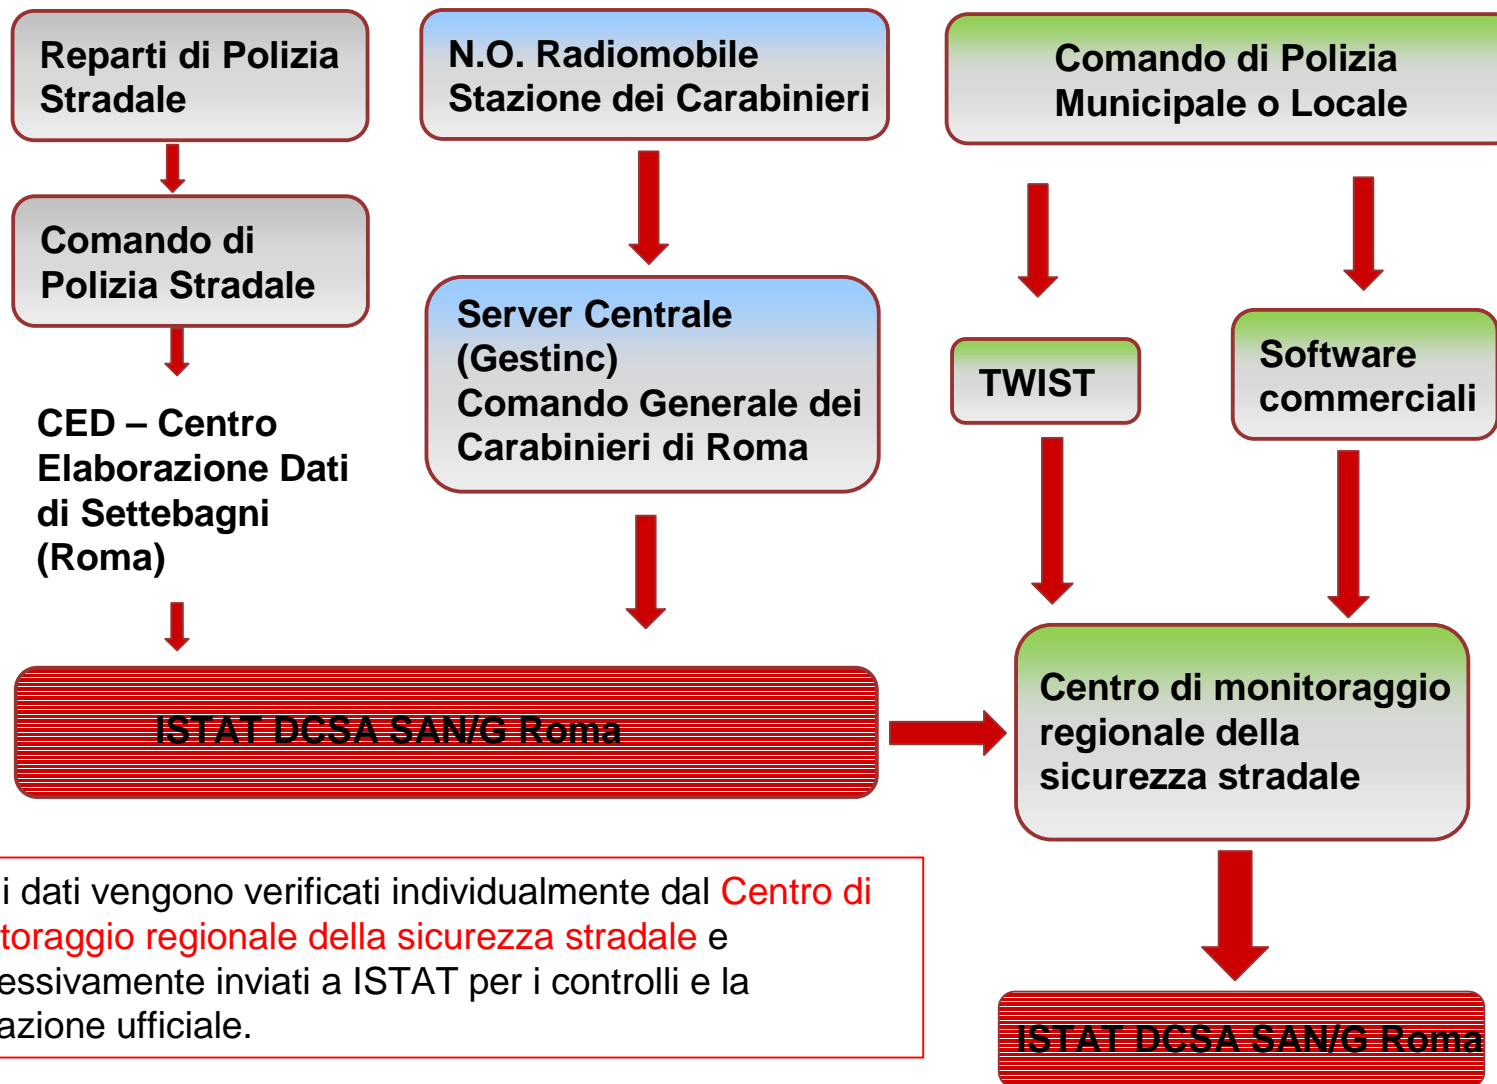 Reparti di Polizia
Stradale
N.O. Radiomobile
Stazione dei Carabinieri
Comando di Polizia
Municipale o Locale
Comando di
Polizia Stradale
Server Centrale
(Gestinc)
Comando Generale dei
Carabinieri di Roma
TWIST
Software
commerciali
CED – Centro
Elaborazione Dati
di Settebagni
(Roma)
ISTAT DCSA SAN/G Roma
Centro di monitoraggio
regionale della
sicurezza stradale
i dati vengono verificati individualmente dal Centro di
toraggio regionale della sicurezza stradale e
essivamente inviati a ISTAT per i controlli e la
azione ufficiale.
ISTAT DCSA SAN/G Roma